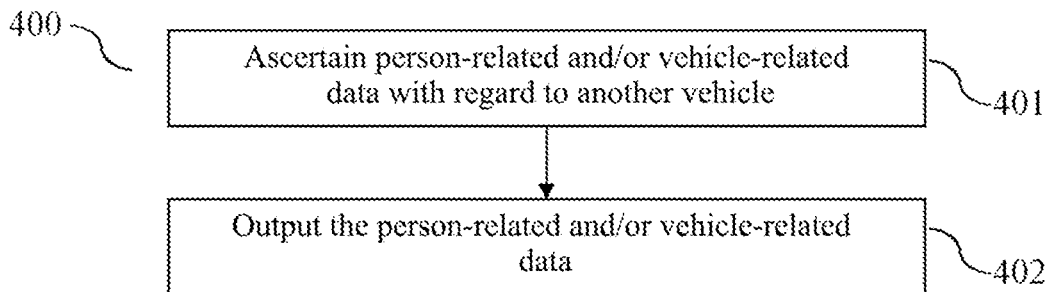 400
Ascertain person-related and/or vehicle-related
data with regard to another vehicle
401
Output the person-related and/or vehicle-related
data
402